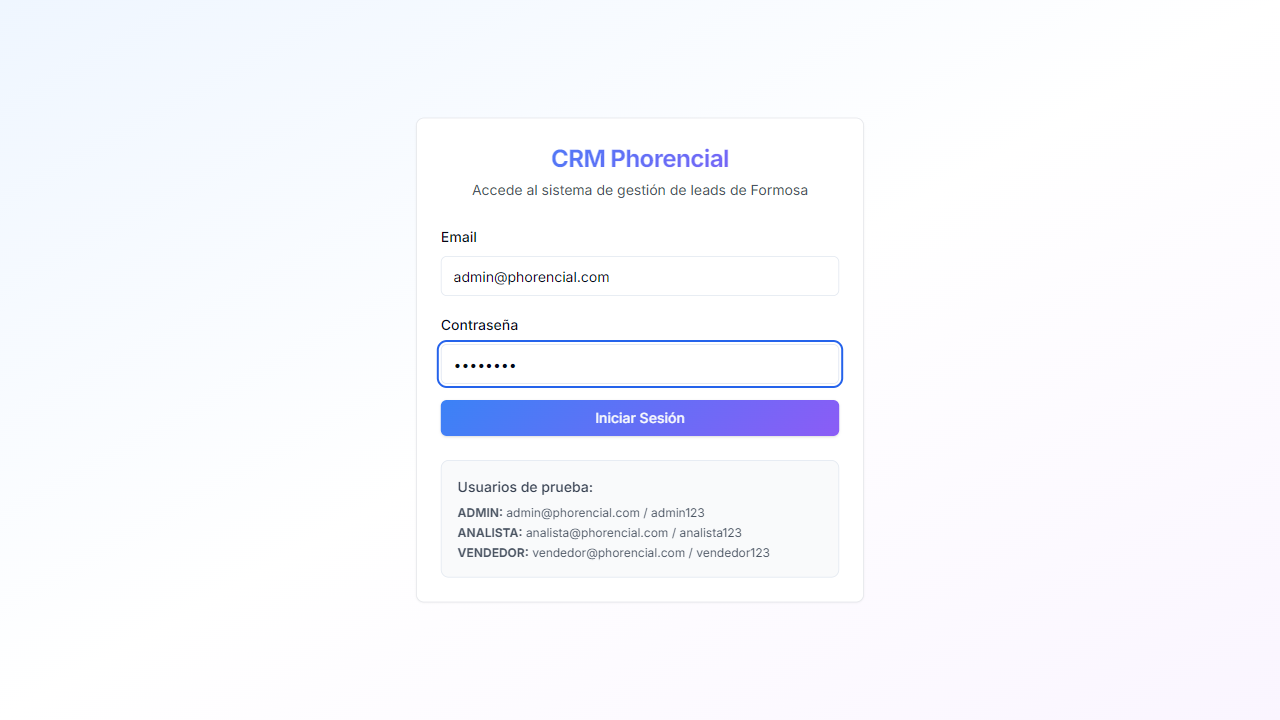 CRM Phorencial
Accede al sistema de gestión de leads de Formosa
Email
admin@phorencial.com
Contraseña
••••••••
Iniciar Sesión
Usuarios de prueba:
ADMIN: admin@phorencial.com / admin123
ANALISTA: analista@phorencial.com / analista123
VENDEDOR: vendedor@phorencial.com / vendedor123